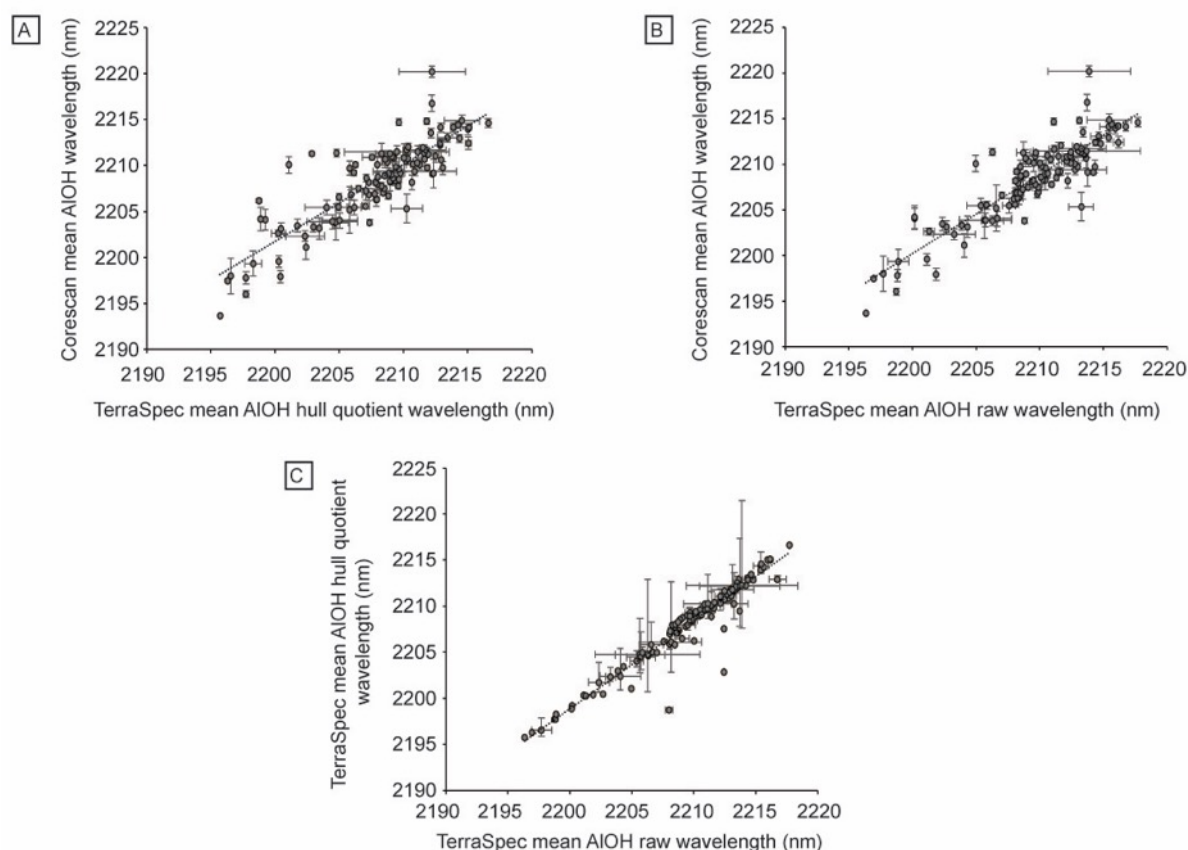 A
Corescan mean AlOH wavelength (nm)
2225
2220
2215
2210
2205
2200
2195
2190
2190 2195 2200 2205 2210 2215 2220
TerraSpec mean AlOH hull quotient wavelength (nm)
B
Corescan mean AlOH wavelength (nm)
2225
2220
2215
2210
2205
2200
2195
2190
2190 2195 2200 2205 2210 2215 2220
TerraSpec mean AlOH raw wavelength (nm)
C
TerraSpec mean AlOH hull quotient
wavelength (nm)
2225
2220
2215
2210
2205
2200
2195
2190
2190 2195 2200 2205 2210 2215 2220
TerraSpec mean AlOH raw wavelength (nm)